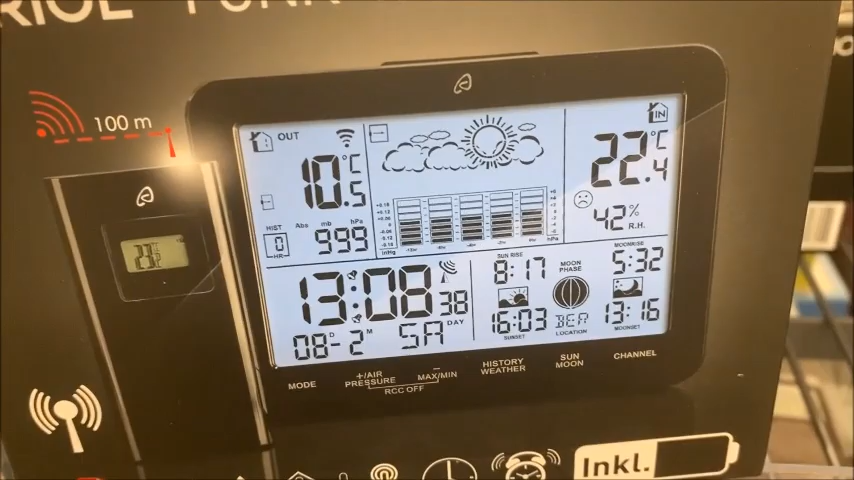 100 m
OUT
IN
10.5 °C
22.4 °C
HIST
0
HR
Abs mb hPa
999
42%
R.H.
inHg
hPa
13:08 38
08 D - 2 M SA DAY
SUN RISE
8:17
16:03
SUNSET
MOON PHASE
BER
LOCATION
MOONRISE
5:32
13:16
MOONSET
MODE
+/AIR PRESSURE
−
MAX/MIN
RCC OFF
HISTORY WEATHER
SUN MOON
CHANNEL
Inkl.